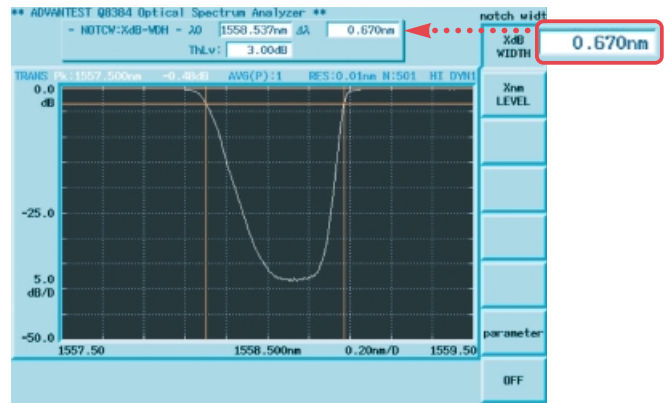 ** ADVANTEST Q8384 Optical Spectrum Analyzer **
- NOTCW:XdB-WDH - λ0 1558.537nm Δλ 0.670nm
ThLv: 3.00dB
notch widt
XdB
WIDTH
0.670nm
TRANS Pk:1557.500nm -0.48dB AVG(P):1 RES:0.01nm N:501 HI DYN1
0.0
dB
Xnm
LEVEL
-25.0
5.0
dB/D
-50.0
1557.50 1558.500nm 0.20nm/D 1559.50
parameter
OFF